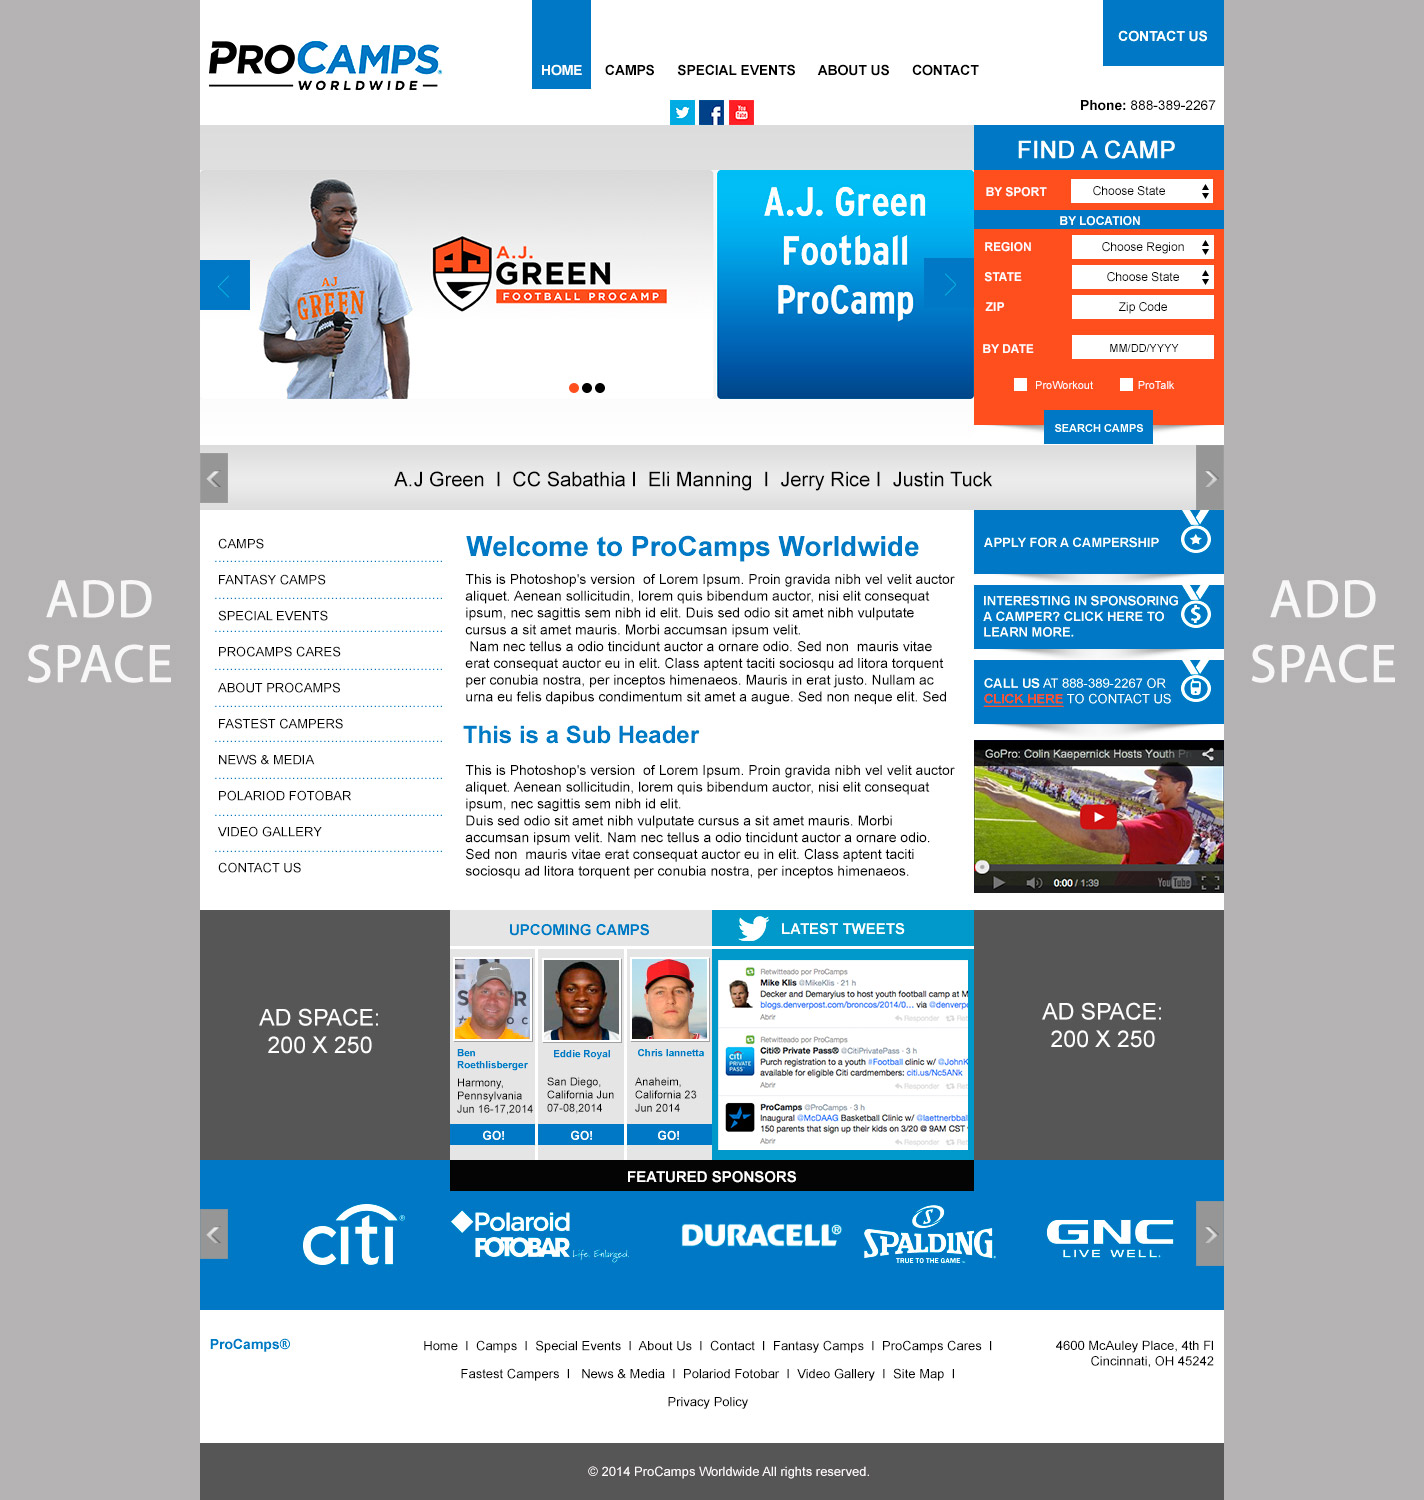 PROCAMPS
WORLDWIDE
HOME
CAMPS
SPECIAL EVENTS
ABOUT US
CONTACT
CONTACT US
You
Tube
Phone: 888-389-2267
A.J
GREEN
A.J.
GREEN
FOOTBALL PROCAMP
A.J. Green
Football
ProCamp
FIND A CAMP
BY SPORT
Choose State
BY LOCATION
REGION
Choose Region
STATE
Choose State
ZIP
Zip Code
BY DATE
MM/DD/YYYY
ProWorkout
ProTalk
SEARCH CAMPS
A.J Green I CC Sabathia I Eli Manning I Jerry Rice I Justin Tuck
ADD
SPACE
CAMPS
FANTASY CAMPS
SPECIAL EVENTS
PROCAMPS CARES
ABOUT PROCAMPS
FASTEST CAMPERS
NEWS & MEDIA
POLARIOD FOTOBAR
VIDEO GALLERY
CONTACT US
Welcome to ProCamps Worldwide
This is Photoshop's version  of Lorem Ipsum. Proin gravida nibh vel velit auctor
aliquet. Aenean sollicitudin, lorem quis bibendum auctor, nisi elit consequat
ipsum, nec sagittis sem nibh id elit. Duis sed odio sit amet nibh vulputate
cursus a sit amet mauris. Morbi accumsan ipsum velit.
Nam nec tellus a odio tincidunt auctor a ornare odio. Sed non  mauris vitae
erat consequat auctor eu in elit. Class aptent taciti sociosqu ad litora torquent
per conubia nostra, per inceptos himenaeos. Mauris in erat justo. Nullam ac
urna eu felis dapibus condimentum sit amet a augue. Sed non neque elit. Sed
This is a Sub Header
This is Photoshop's version  of Lorem Ipsum. Proin gravida nibh vel velit auctor
aliquet. Aenean sollicitudin, lorem quis bibendum auctor, nisi elit consequat
ipsum, nec sagittis sem nibh id elit.
Duis sed odio sit amet nibh vulputate cursus a sit amet mauris. Morbi
accumsan ipsum velit. Nam nec tellus a odio tincidunt auctor a ornare odio.
Sed non  mauris vitae erat consequat auctor eu in elit. Class aptent taciti
sociosqu ad litora torquent per conubia nostra, per inceptos himenaeos.
APPLY FOR A CAMPERSHIP
INTERESTING IN SPONSORING
A CAMPER? CLICK HERE TO
LEARN MORE.
$
CALL US AT 888-389-2267 OR
CLICK HERE TO CONTACT US
GoPro: Colin Kaepernick Hosts Youth Pr
0:00 / 1:39
YouTube
ADD
SPACE
AD SPACE:
200 X 250
UPCOMING CAMPS
Ben
Roethlisberger
Harmony,
Pennsylvania
Jun 16-17,2014
GO!
Eddie Royal
San Diego,
California Jun
07-08,2014
GO!
Chris Iannetta
Anaheim,
California 23
Jun 2014
GO!
LATEST TWEETS
Retwitteado por ProCamps
Mike Klis @MikeKlis · 21 h
Decker and Demaryius to host youth football camp at M
blogs.denverpost.com/broncos/2014/0... via @denverpo
Abrir
Responder
Ret
Retwitteado por ProCamps
citi
PRIVATE
PASS
Citi® Private Pass® @CitiPrivatePass · 3 h
Purch registration to a youth #Football clinic w/ @JohnK
available for eligible Citi cardmembers: citi.us/Nc5ANk
Abrir
Responder
Ret
ProCamps @ProCamps · 3 h
Inaugural @McDAAG Basketball Clinic w/ @laettnerbball
150 parents that sign up their kids on 3/20 @ 9AM CST
Abrir
Responder
Ret
AD SPACE:
200 X 250
FEATURED SPONSORS
citi
Polaroid
FOTOBAR Life. Enlarged.
DURACELL®
SPALDING
TRUE TO THE GAME
GNC
LIVE WELL.
ProCamps®
Home I Camps I Special Events I About Us I Contact I Fantasy Camps I ProCamps Cares I
Fastest Campers I News & Media I Polariod Fotobar I Video Gallery I Site Map I
Privacy Policy
4600 McAuley Place, 4th Fl
Cincinnati, OH 45242
© 2014 ProCamps Worldwide All rights reserved.